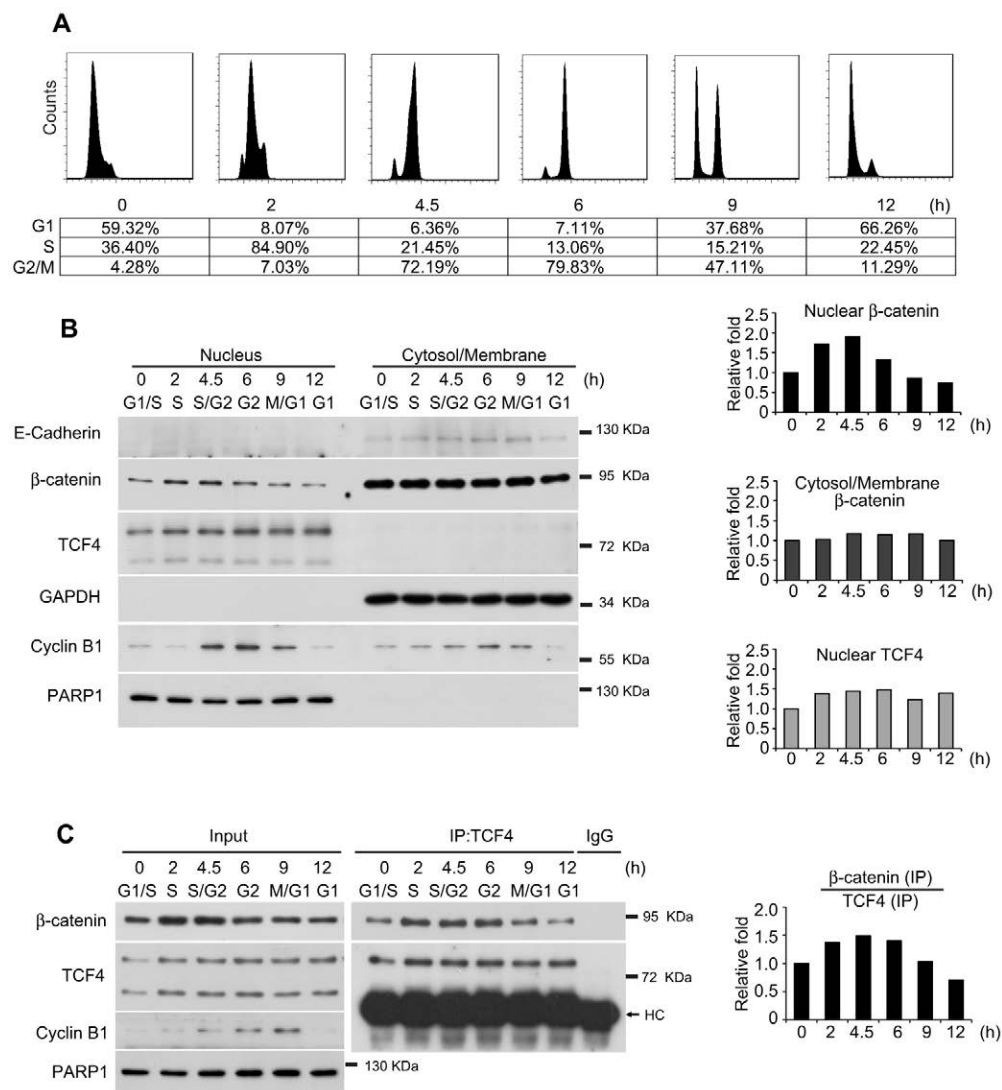 A
Counts
0 2 4.5 6 9 12 (h)
G1 59.32% 8.07% 6.36% 7.11% 37.68% 66.26%
S 36.40% 84.90% 21.45% 13.06% 15.21% 22.45%
G2/M 4.28% 7.03% 72.19% 79.83% 47.11% 11.29%
B
Nucleus Cytosol/Membrane
0 2 4.5 6 9 12 0 2 4.5 6 9 12 (h)
G1/S S S/G2 G2 M/G1 G1 G1/S S S/G2 G2 M/G1 G1
E-Cadherin 130 KDa
β-catenin 95 KDa
TCF4 72 KDa
GAPDH 34 KDa
Cyclin B1 55 KDa
PARP1 130 KDa
Nuclear β-catenin
Relative fold
2.5
2.0
1.5
1.0
0.5
0
0 2 4.5 6 9 12 (h)
Cytosol/Membrane
β-catenin
Relative fold
2.5
2.0
1.5
1.0
0.5
0
0 2 4.5 6 9 12 (h)
Nuclear TCF4
Relative fold
2.5
2.0
1.5
1.0
0.5
0
0 2 4.5 6 9 12 (h)
C
Input IP:TCF4 IgG
0 2 4.5 6 9 12 0 2 4.5 6 9 12 (h)
G1/S S S/G2 G2 M/G1 G1 G1/S S S/G2 G2 M/G1 G1
β-catenin 95 KDa
TCF4 72 KDa
HC
Cyclin B1
PARP1 130 KDa
β-catenin (IP)
TCF4 (IP)
Relative fold
2.0
1.5
1.0
0.5
0.0
0 2 4.5 6 9 12 (h)